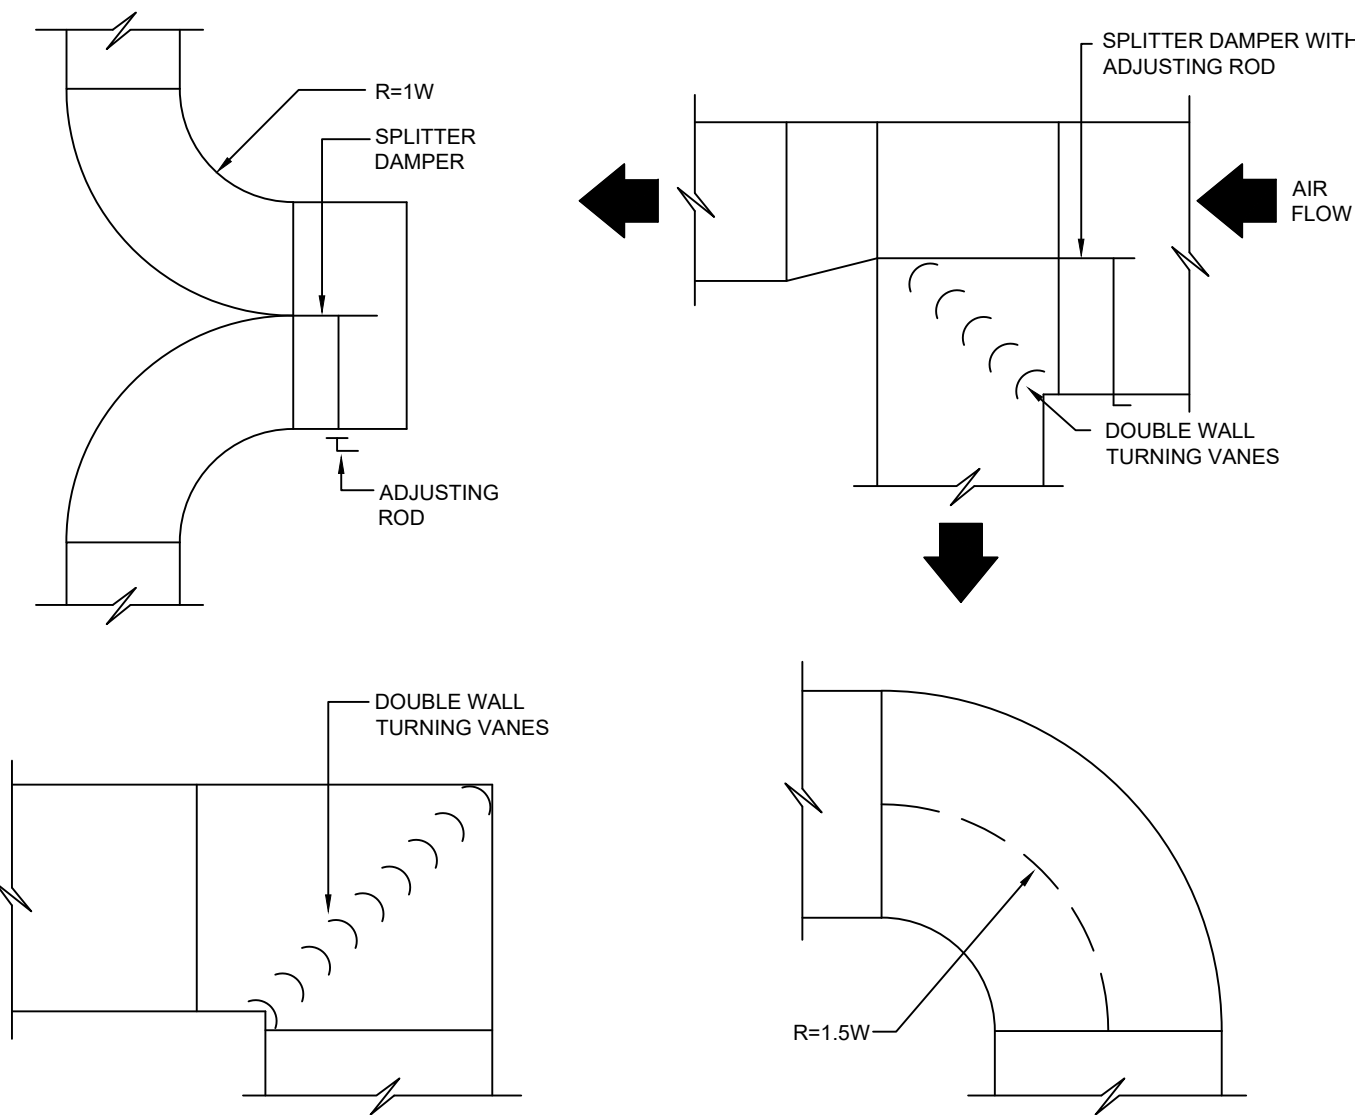 R=1W
SPLITTER
DAMPER
ADJUSTING
ROD
SPLITTER DAMPER WITH
ADJUSTING ROD
AIR
FLOW
DOUBLE WALL
TURNING VANES
DOUBLE WALL
TURNING VANES
R=1.5W